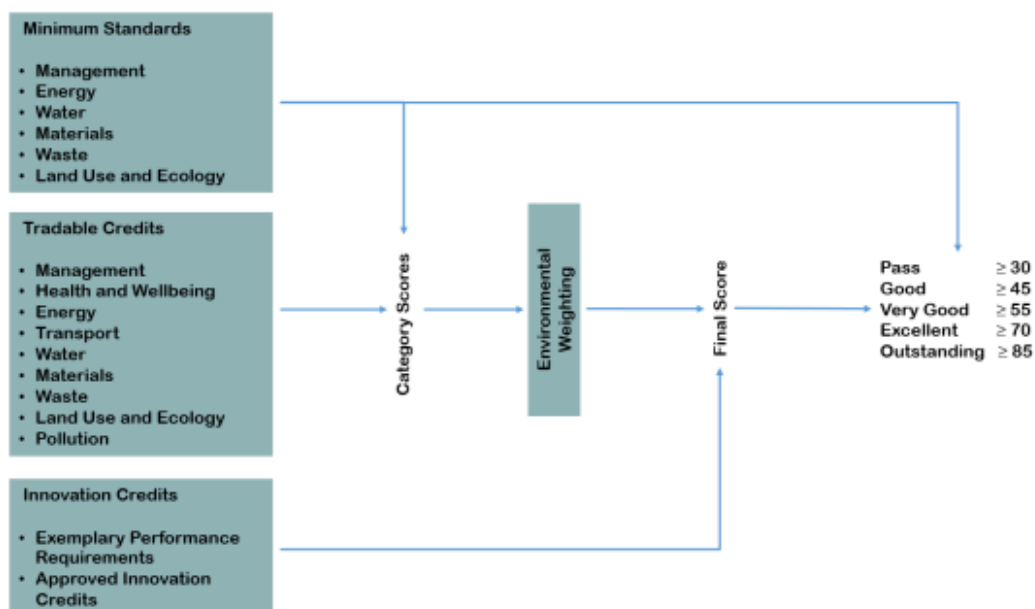 Minimum Standards
• Management
• Energy
• Water
• Materials
• Waste
• Land Use and Ecology
Tradable Credits
• Management
• Health and Wellbeing
• Energy
• Transport
• Water
• Materials
• Waste
• Land Use and Ecology
• Pollution
Innovation Credits
• Exemplary Performance
Requirements
• Approved Innovation
Credits
Category Scores
Environmental
Weighting
Final Score
Pass ≥ 30
Good ≥ 45
Very Good ≥ 55
Excellent ≥ 70
Outstanding ≥ 85